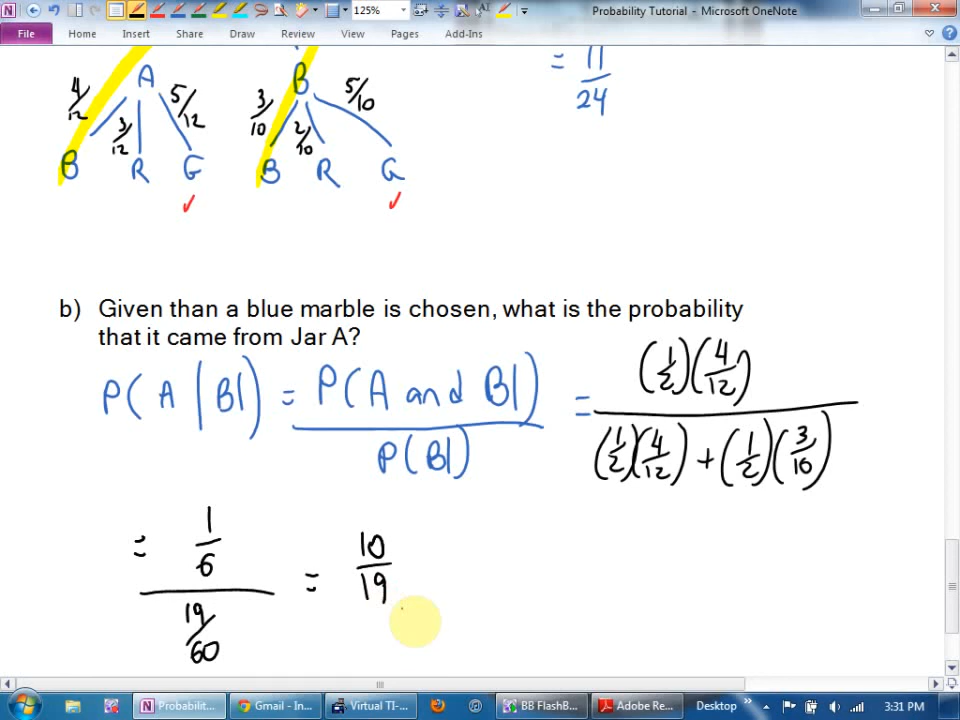 125%
Probability Tutorial - Microsoft OneNote
File Home Insert Share Draw Review View Pages Add-Ins
= 11/24
A B
4/12 3/12 5/12 3/10 2/10 5/10
B R G B R G
✓ ✓
b) Given than a blue marble is chosen, what is the probability
that it came from Jar A?
P(A | Bl) = P(A and Bl) / P(Bl) = (1/2)(4/12) / (1/2)(4/12) + (1/2)(3/10)
= 1/6 / 19/60 = 10/19
Probabilit... Gmail - In... Virtual TI-... BB FlashB... Adobe Re... Desktop 3:31 PM